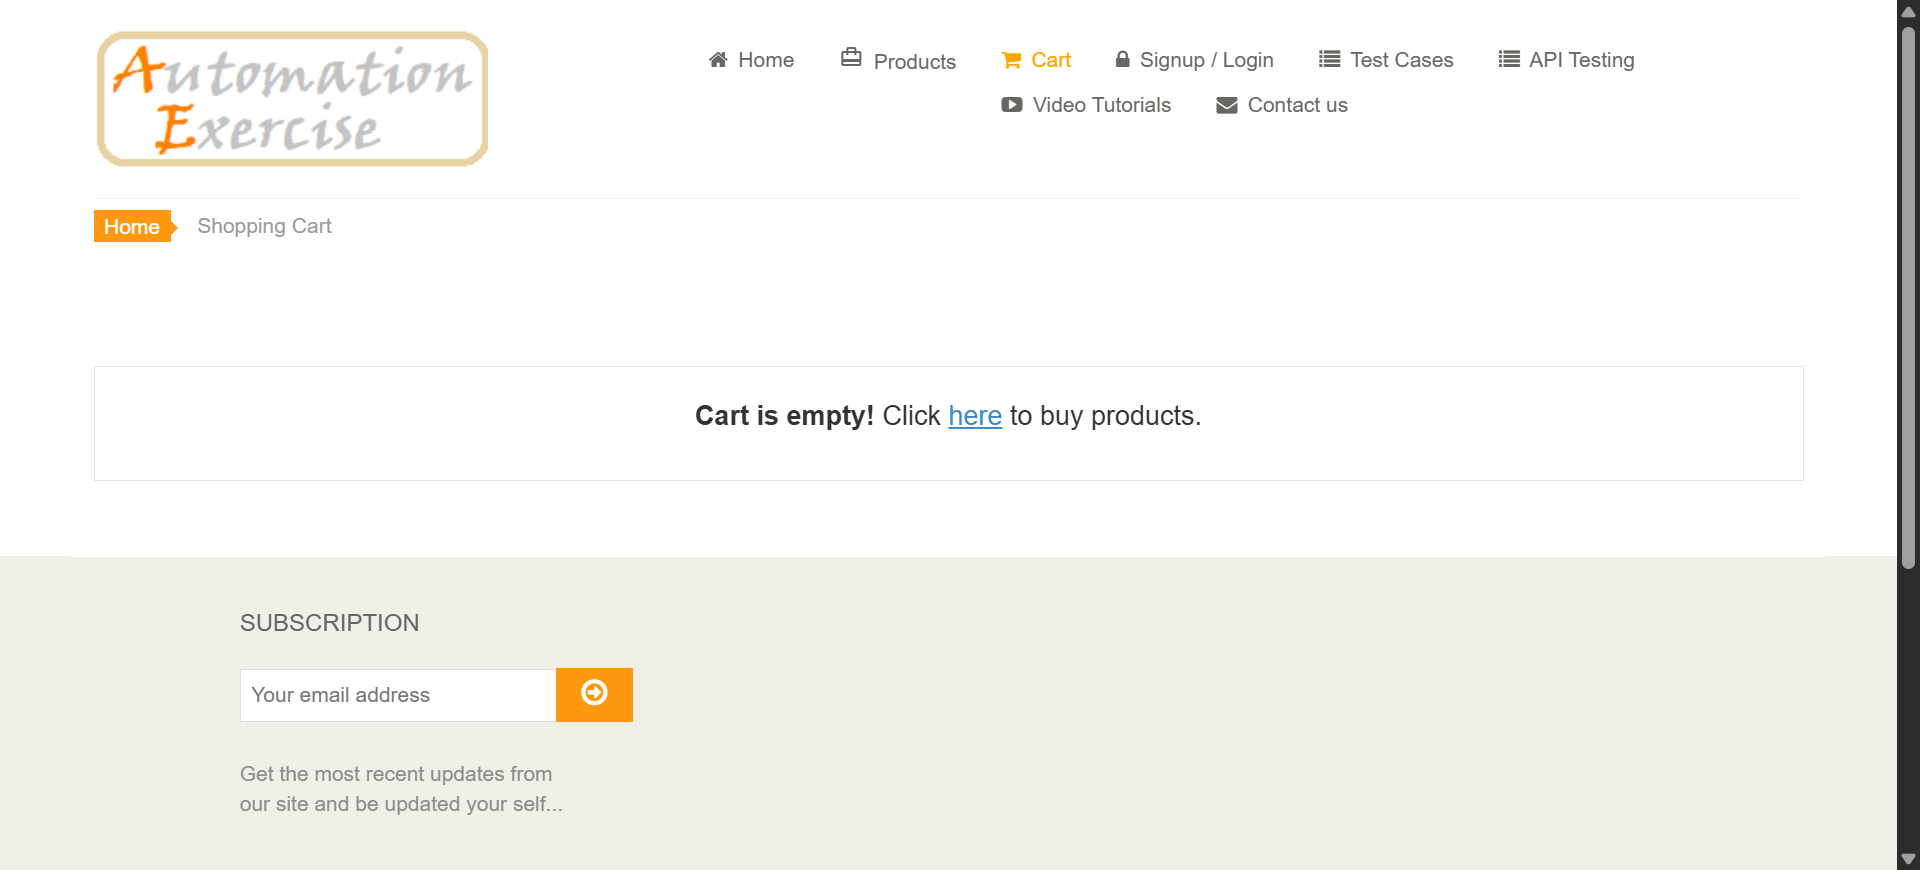 Automation
Exercise
Home Products Cart Signup / Login Test Cases API Testing
Video Tutorials Contact us
Home Shopping Cart
Cart is empty! Click here to buy products.
SUBSCRIPTION
Your email address
Get the most recent updates from
our site and be updated your self...